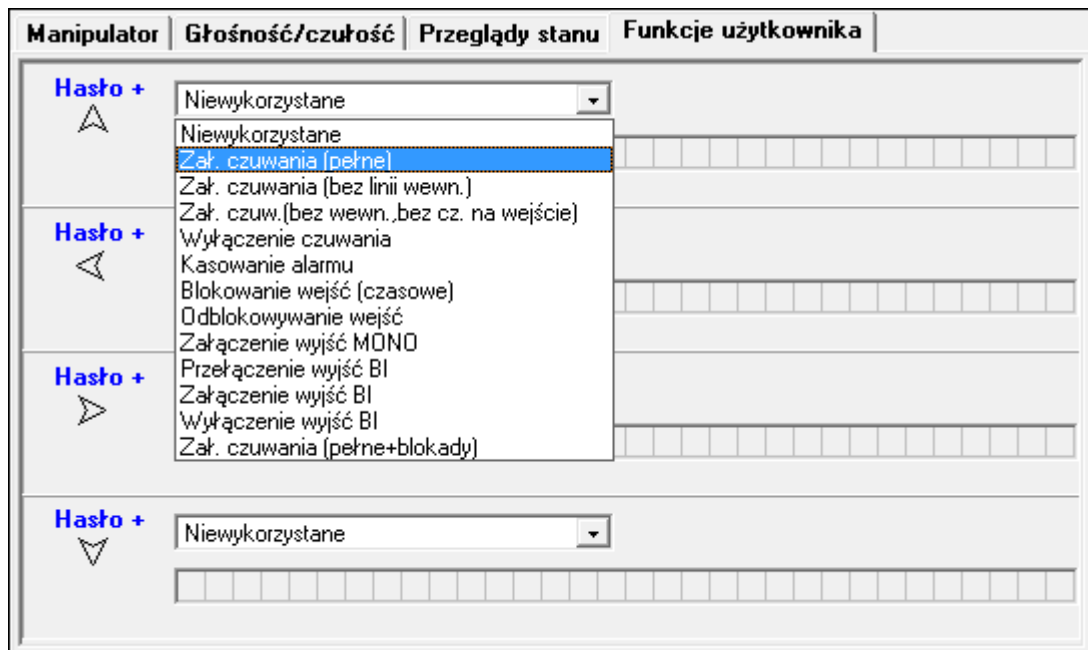 Manipulator Głośność/czułość Przeglądy stanu Funkcje użytkownika
Hasło +
Niewykorzystane
Niewykorzystane
Zał. czuwania (pełne)
Zał. czuwania (bez linii wewn.)
Zał. czuw.(bez wewn.,bez cz. na wejście)
Hasło +
Wyłączenie czuwania
Kasowanie alarmu
Blokowanie wejść (czasowe)
Odblokowywanie wejść
Załączenie wyjść MONO
Przełączenie wyjść BI
Hasło +
Załączenie wyjść BI
Wyłączenie wyjść BI
Zał. czuwania (pełne+blokady)
Hasło +
Niewykorzystane